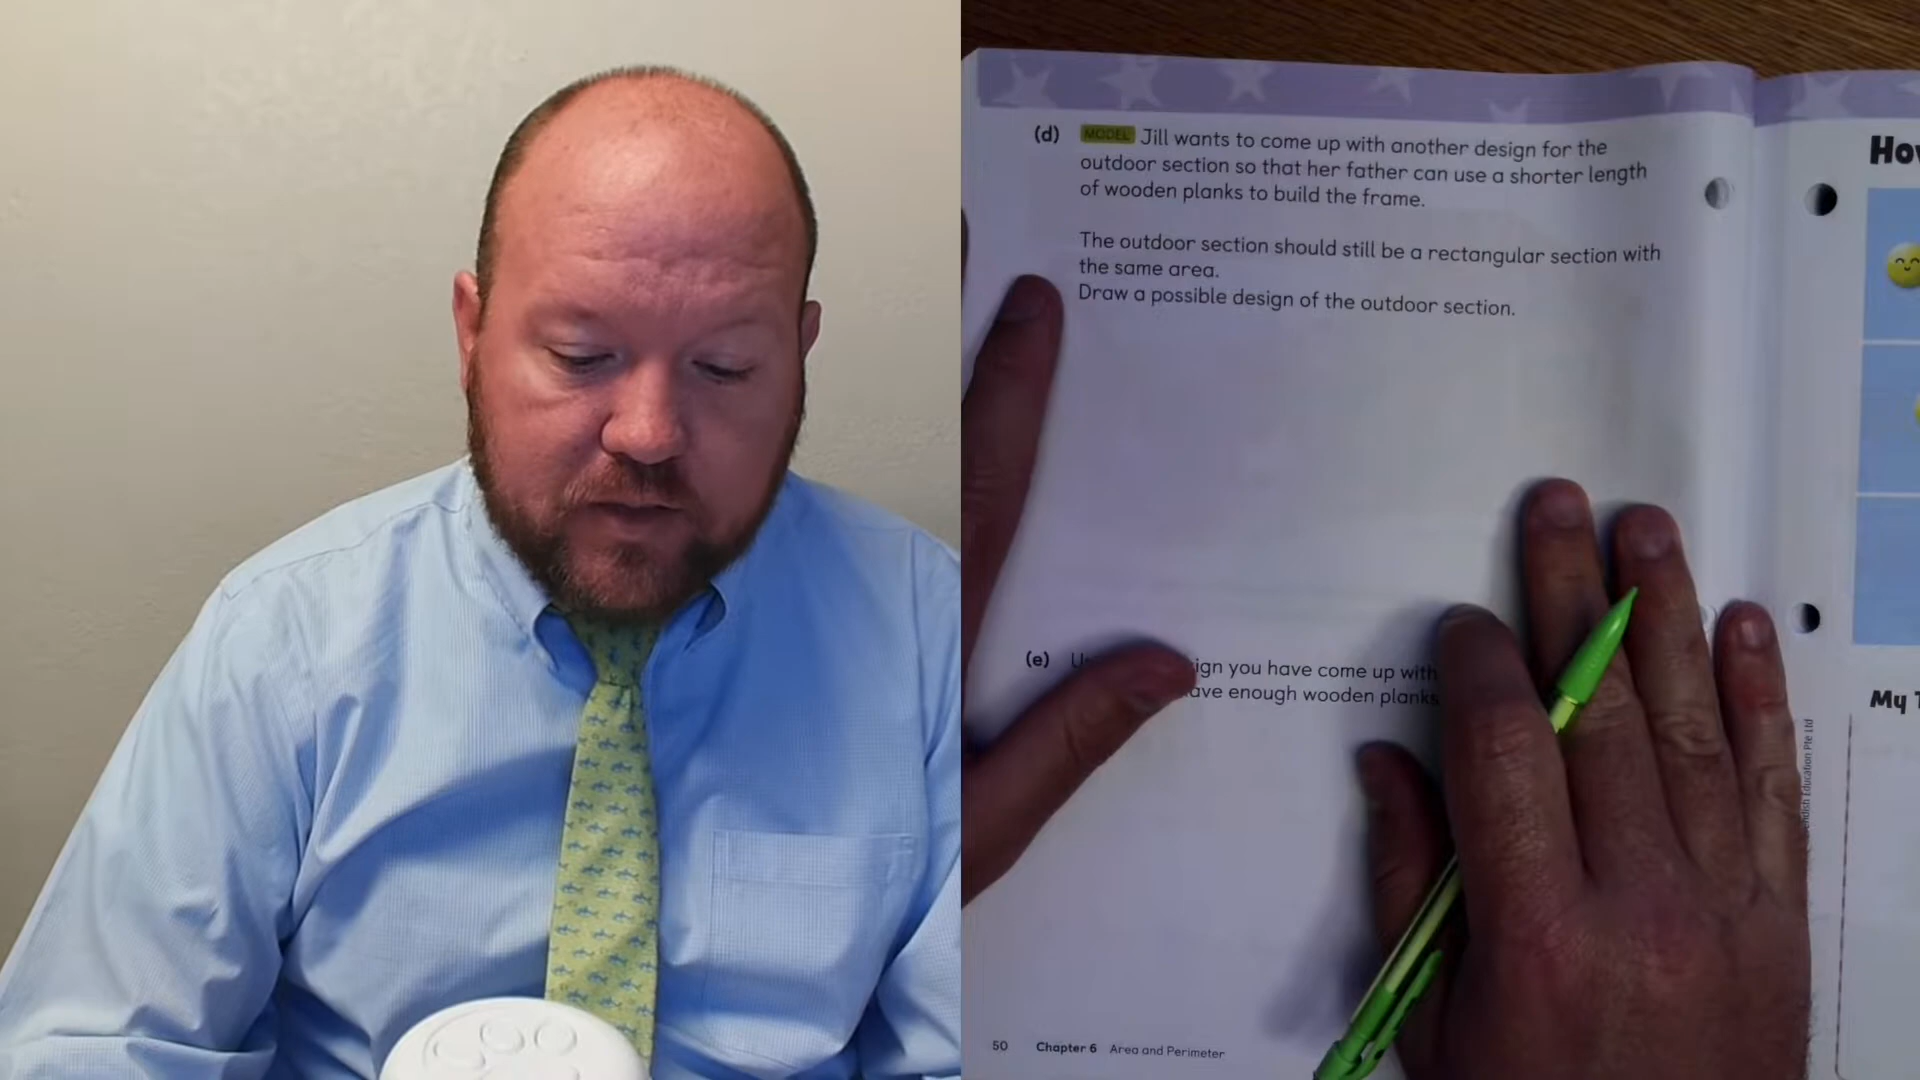 (d) MODEL Jill wants to come up with another design for the
outdoor section so that her father can use a shorter length
of wooden planks to build the frame.
The outdoor section should still be a rectangular section with
the same area.
Draw a possible design of the outdoor section.
(e) ign you have come up with
ave enough wooden planks
50 Chapter 6 Area and Perimeter
Education Pte Ltd
My